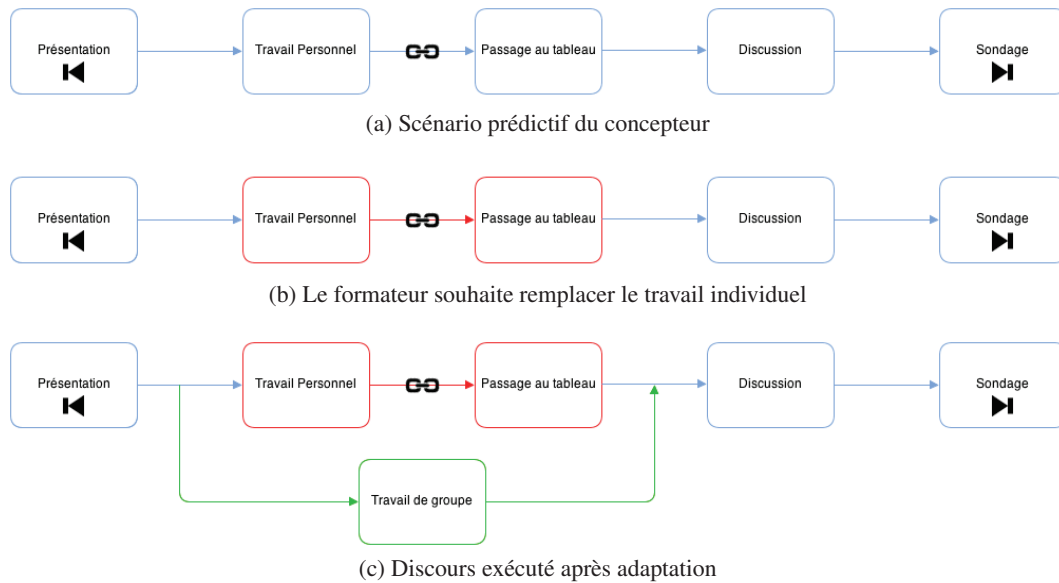 Présentation Travail Personnel Passage au tableau Discussion Sondage
(a) Scénario prédictif du concepteur
Présentation Travail Personnel Passage au tableau Discussion Sondage
(b) Le formateur souhaite remplacer le travail individuel
Présentation Travail Personnel Passage au tableau Discussion Sondage
Travail de groupe
(c) Discours exécuté après adaptation